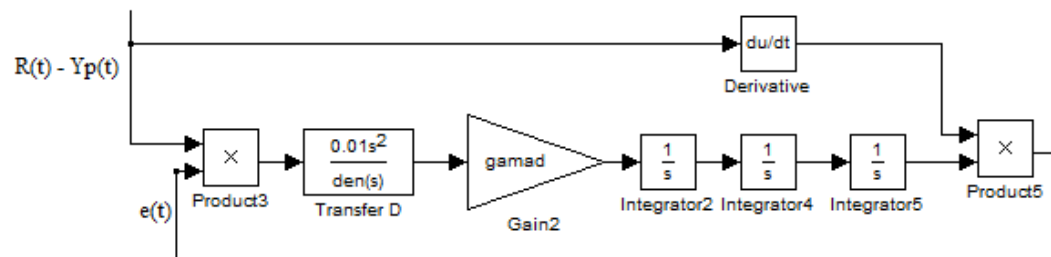 R(t) - Yp(t)
du/dt
Derivative
×
Product3
0.01s²
den(s)
Transfer D
gamad
Gain2
1
s
Integrator2
1
s
Integrator4
1
s
Integrator5
×
Product5
e(t)